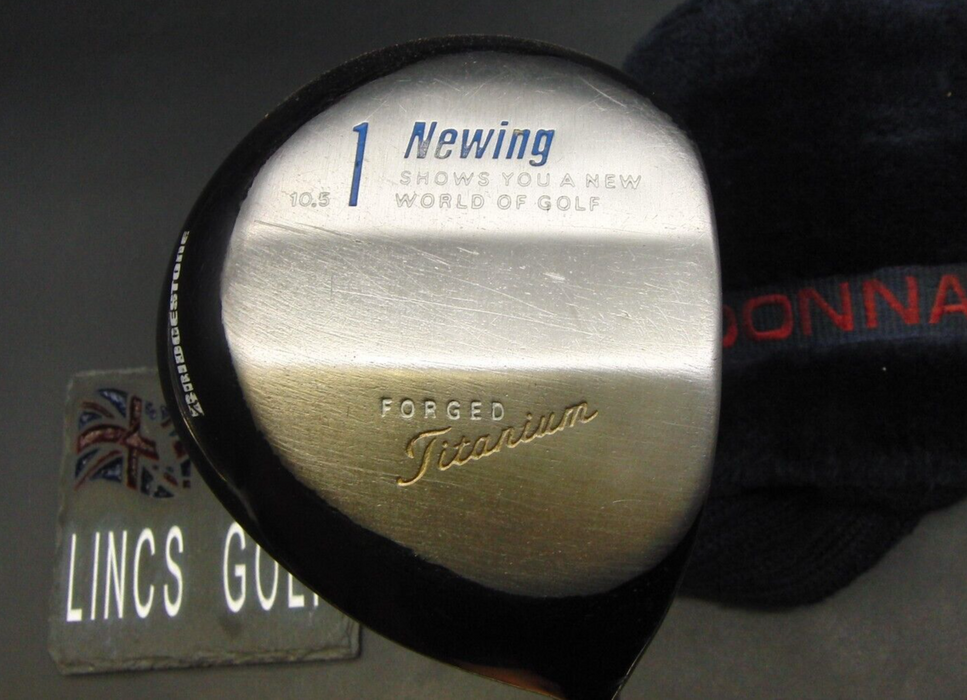 1 Newing
SHOWS YOU A NEW
10.5 WORLD OF GOLF
BRIDGESTONE
FORGED
Titanium
DONNA
LINCS GOL